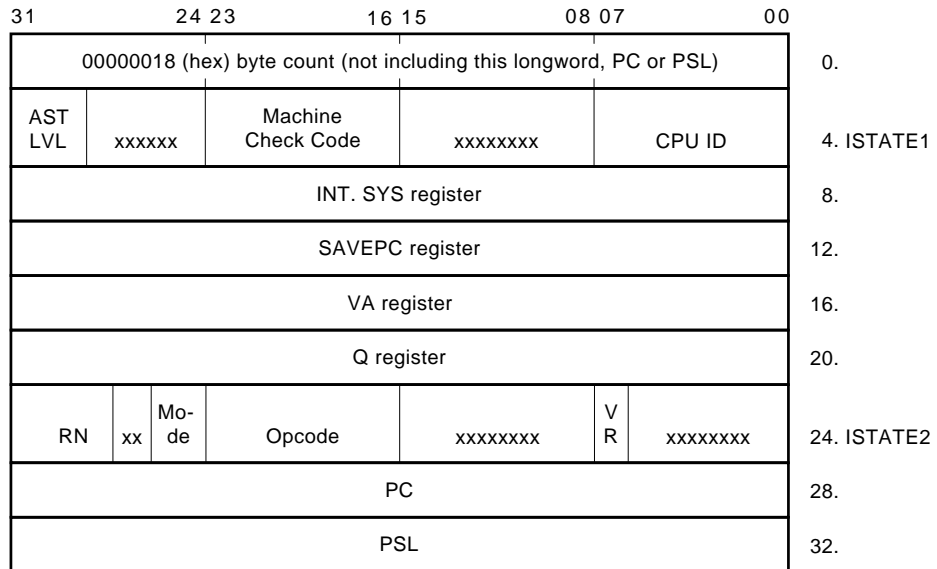 31 24 23 16 15 08 07 00
00000018 (hex) byte count (not including this longword, PC or PSL) 0.
AST Machine
LVL xxxxxx Check Code xxxxxxxx CPU ID 4. ISTATE1
INT. SYS register 8.
SAVEPC register 12.
VA register 16.
Q register 20.
Mo- V
RN xx de Opcode xxxxxxxx R xxxxxxxx 24. ISTATE2
PC 28.
PSL 32.